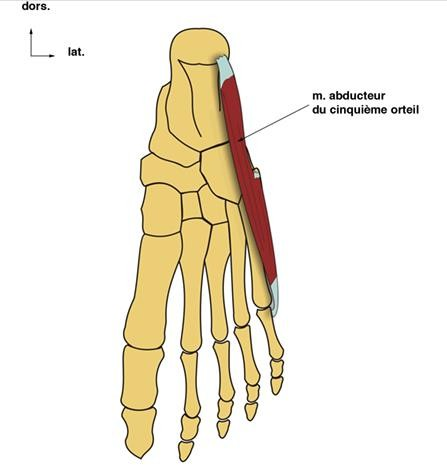 dors.
lat.
m. abducteur
du cinquième orteil